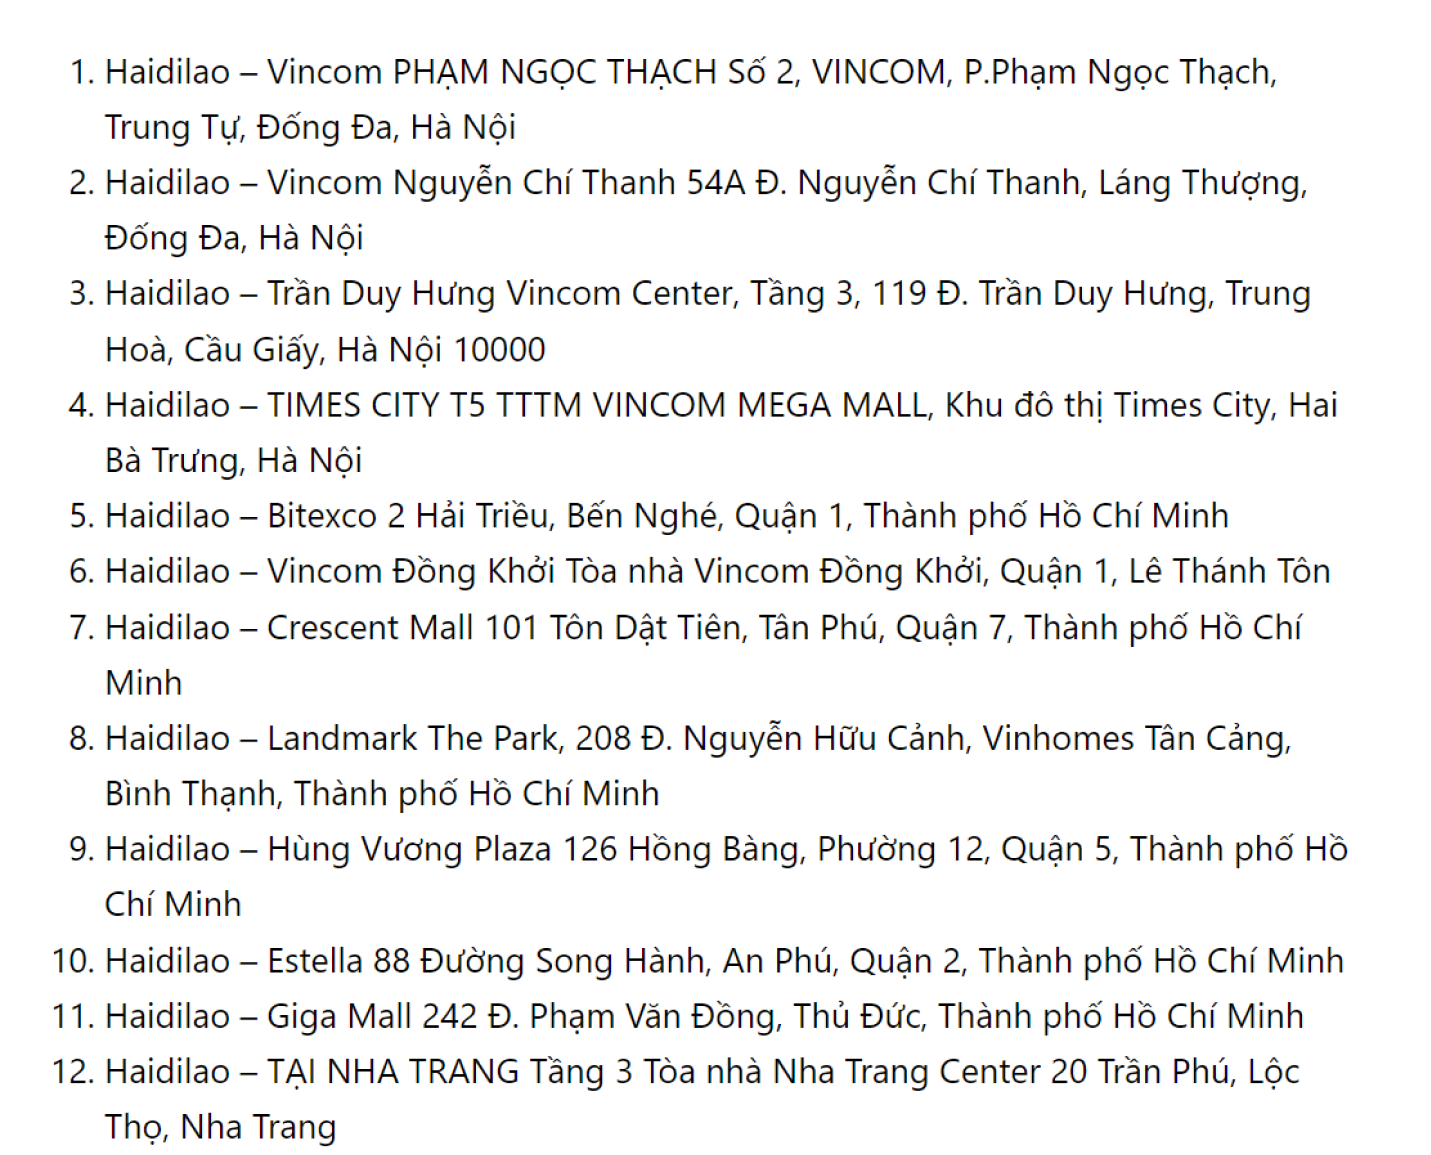 1. Haidilao – Vincom PHẠM NGỌC THẠCH Số 2, VINCOM, P.Phạm Ngọc Thạch,
Trung Tự, Đống Đa, Hà Nội
2. Haidilao – Vincom Nguyễn Chí Thanh 54A Đ. Nguyễn Chí Thanh, Láng Thượng,
Đống Đa, Hà Nội
3. Haidilao – Trần Duy Hưng Vincom Center, Tầng 3, 119 Đ. Trần Duy Hưng, Trung
Hoà, Cầu Giấy, Hà Nội 10000
4. Haidilao – TIMES CITY T5 TTTM VINCOM MEGA MALL, Khu đô thị Times City, Hai
Bà Trưng, Hà Nội
5. Haidilao – Bitexco 2 Hải Triều, Bến Nghé, Quận 1, Thành phố Hồ Chí Minh
6. Haidilao – Vincom Đồng Khởi Tòa nhà Vincom Đồng Khởi, Quận 1, Lê Thánh Tôn
7. Haidilao – Crescent Mall 101 Tôn Dật Tiên, Tân Phú, Quận 7, Thành phố Hồ Chí
Minh
8. Haidilao – Landmark The Park, 208 Đ. Nguyễn Hữu Cảnh, Vinhomes Tân Cảng,
Bình Thạnh, Thành phố Hồ Chí Minh
9. Haidilao – Hùng Vương Plaza 126 Hồng Bàng, Phường 12, Quận 5, Thành phố Hồ
Chí Minh
10. Haidilao – Estella 88 Đường Song Hành, An Phú, Quận 2, Thành phố Hồ Chí Minh
11. Haidilao – Giga Mall 242 Đ. Phạm Văn Đồng, Thủ Đức, Thành phố Hồ Chí Minh
12. Haidilao – TẠI NHA TRANG Tầng 3 Tòa nhà Nha Trang Center 20 Trần Phú, Lộc
Thọ, Nha Trang